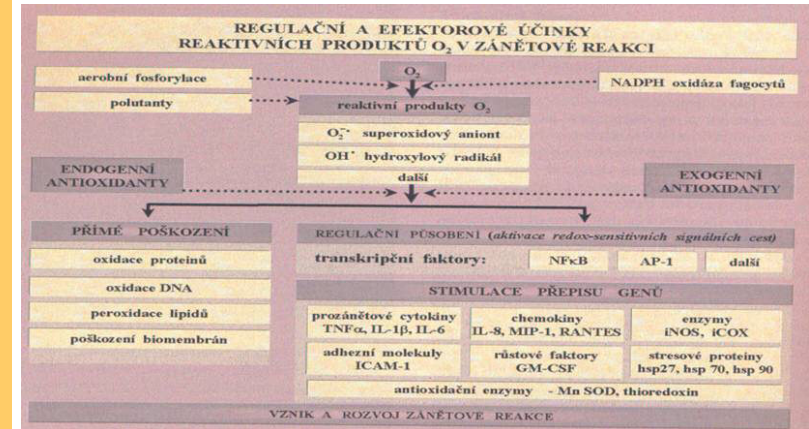 REGULAČNÍ A EFEKTOROVÉ ÚČINKY
REAKTIVNÍCH PRODUKTŮ O₂ V ZÁNĚTOVÉ REAKCI
O₂
aerobní fosforylace
NADPH oxidáza fagocytů
polutanty
reaktivní produkty O₂
O₂⁻• superoxidový aniont
OH• hydroxylový radikál
další
ENDOGENNÍ
ANTIOXIDANTY
EXOGENNÍ
ANTIOXIDANTY
PŘÍMÉ POŠKOZENÍ
oxidace proteinů
oxidace DNA
peroxidace lipidů
poškození biomembrán
REGULAČNÍ PŮSOBENÍ (aktivace redox-sensitivních signálních cest)
transkripční faktory: NFκB AP-1 další
STIMULACE PŘEPISU GENŮ
prozánětové cytokiny
TNFα, IL-1β, IL-6
chemokiny
IL-8, MIP-1, RANTES
enzymy
iNOS, iCOX
adhezní molekuly
ICAM-1
růstové faktory
GM-CSF
stresové proteiny
hsp27, hsp 70, hsp 90
antioxidační enzymy - Mn SOD, thioredoxin
VZNIK A ROZVOJ ZÁNĚTOVÉ REAKCE